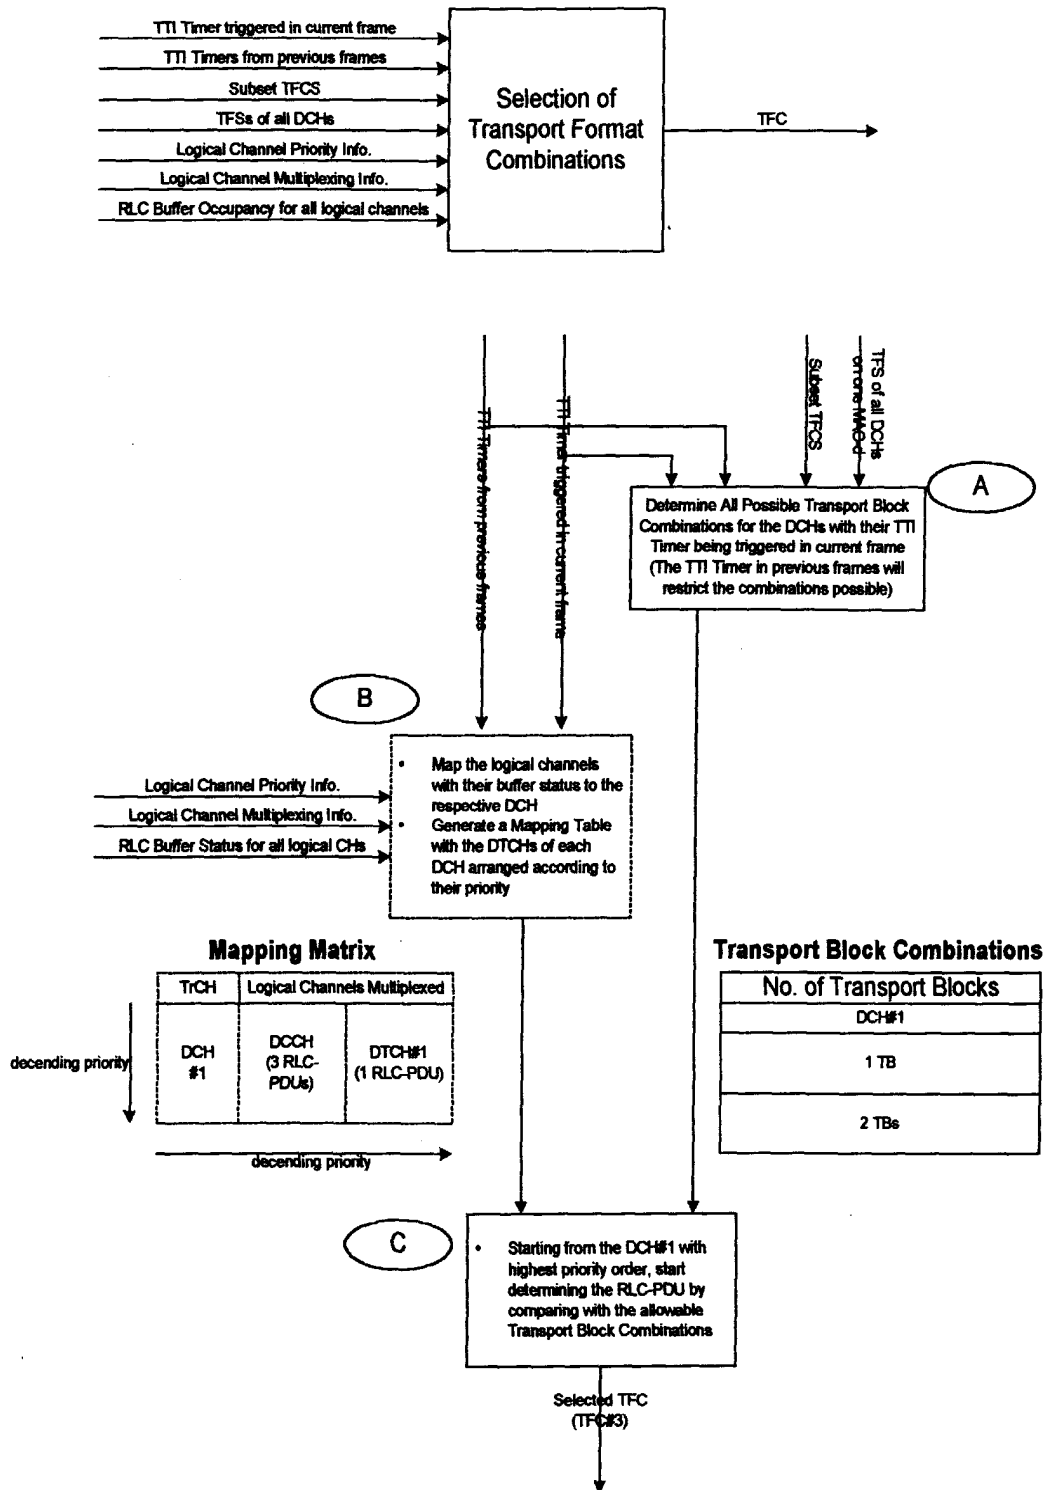 TTI Timer triggered in current frame
TTI Timers from previous frames
Subset TFCS
TFSs of all DCHs
Logical Channel Priority Info.
Logical Channel Multiplexing Info.
RLC Buffer Occupancy for all logical channels
Selection of
Transport Format
Combinations
TFC
TTI Timers from previous frames
TTI Timer triggered in current frame
Subset TFCS
TFS of all DCHs
on one MAC-d
A
Determine All Possible Transport Block
Combinations for the DCHs with their TTI
Timer being triggered in current frame
(The TTI Timer in previous frames will
restrict the combinations possible)
B
Logical Channel Priority Info.
Logical Channel Multiplexing Info.
RLC Buffer Status for all logical CHs
• Map the logical channels
with their buffer status to the
respective DCH
• Generate a Mapping Table
with the DTCHs of each
DCH arranged according to
their priority
Mapping Matrix
TrCH Logical Channels Multiplexed
decending priority
DCH
#1
DCCH
(3 RLC-
PDUs)
DTCH#1
(1 RLC-PDU)
decending priority
Transport Block Combinations
No. of Transport Blocks
DCH#1
1 TB
2 TBs
C
• Starting from the DCH#1 with
highest priority order, start
determining the RLC-PDU by
comparing with the allowable
Transport Block Combinations
Selected TFC
(TFC#3)